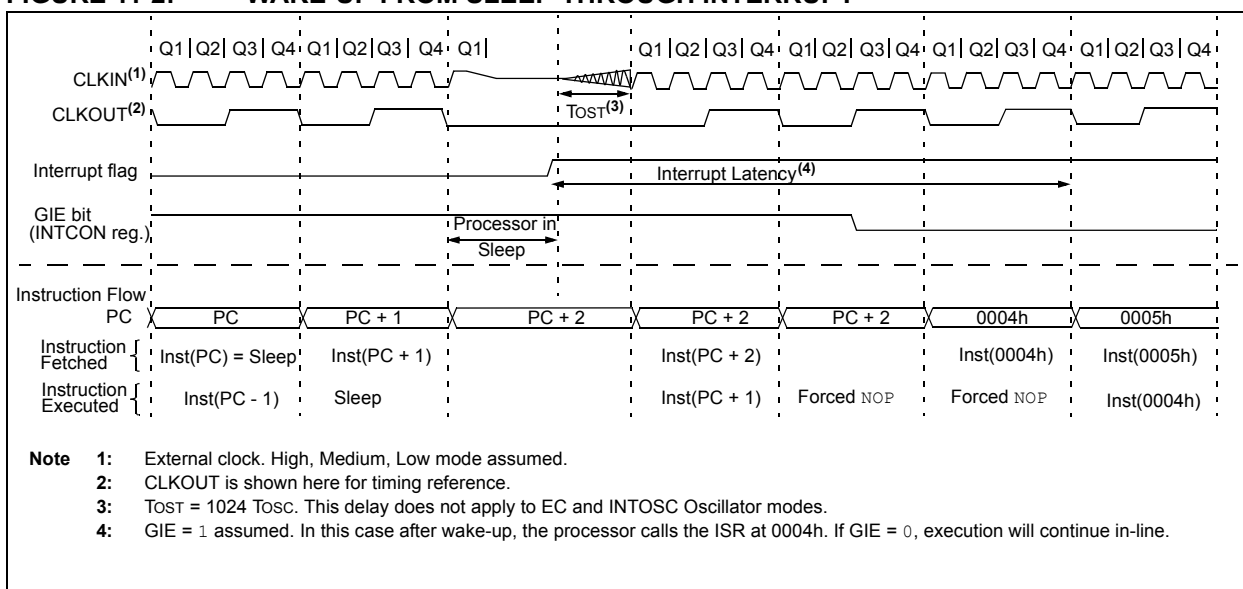 FIGURE 11-2: WAKE-UP FROM SLEEP THROUGH INTERRUPT
Q1 Q2 Q3 Q4 Q1 Q2 Q3 Q4 Q1 Q1 Q2 Q3 Q4 Q1 Q2 Q3 Q4 Q1 Q2 Q3 Q4 Q1 Q2 Q3 Q4
CLKIN(1)
CLKOUT(2)
TOST(3)
Interrupt flag
Interrupt Latency(4)
GIE bit
(INTCON reg.)
Processor in
Sleep
Instruction Flow
PC PC PC + 1 PC + 2 PC + 2 PC + 2 0004h 0005h
Instruction
Fetched
Inst(PC) = Sleep Inst(PC + 1) Inst(PC + 2) Inst(0004h) Inst(0005h)
Instruction
Executed
Inst(PC - 1) Sleep Inst(PC + 1) Forced NOP Forced NOP Inst(0004h)
Note 1: External clock. High, Medium, Low mode assumed.
2: CLKOUT is shown here for timing reference.
3: TOST = 1024 TOSC. This delay does not apply to EC and INTOSC Oscillator modes.
4: GIE = 1 assumed. In this case after wake-up, the processor calls the ISR at 0004h. If GIE = 0, execution will continue in-line.